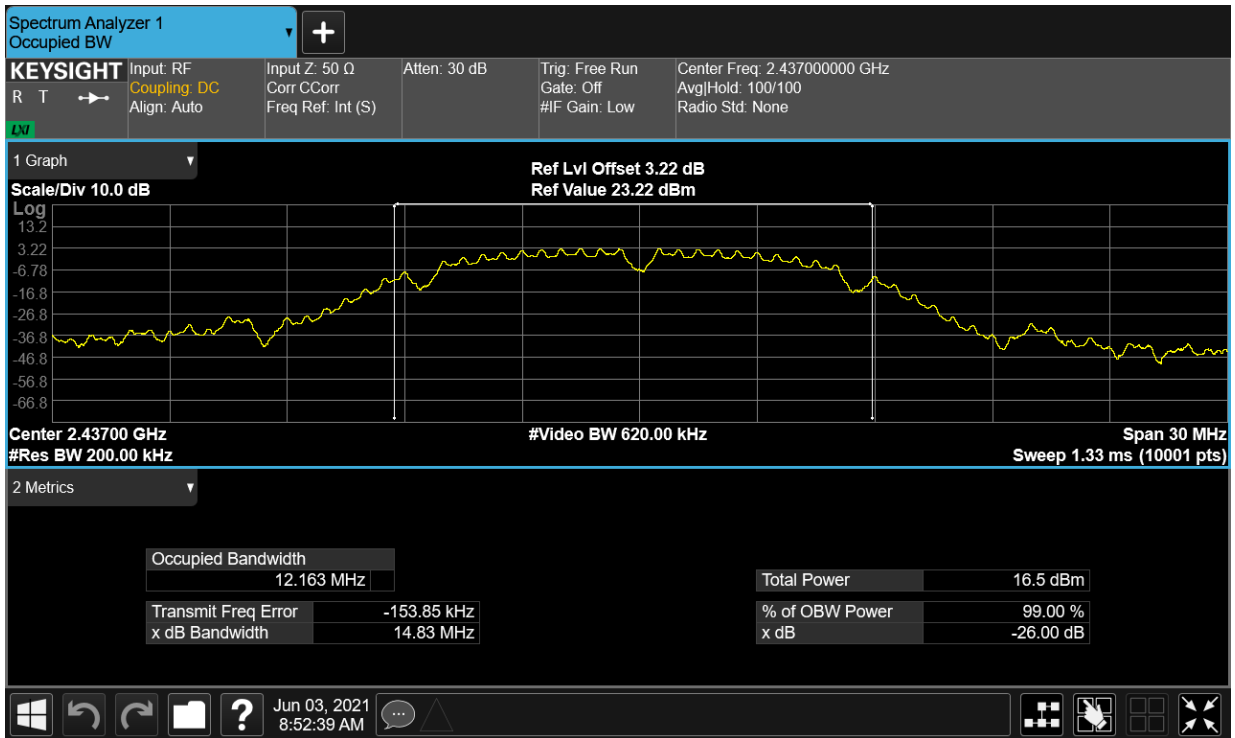 Spectrum Analyzer 1
Occupied BW
KEYSIGHT
R T
LXI
Input: RF
Coupling: DC
Align: Auto
Input Z: 50 Ω
Corr CCorr
Freq Ref: Int (S)
Atten: 30 dB
Trig: Free Run
Gate: Off
#IF Gain: Low
Center Freq: 2.437000000 GHz
Avg|Hold: 100/100
Radio Std: None
1 Graph
Scale/Div 10.0 dB
Ref Lvl Offset 3.22 dB
Ref Value 23.22 dBm
Log
13.2
3.22
-6.78
-16.8
-26.8
-36.8
-46.8
-56.8
-66.8
Center 2.43700 GHz
#Video BW 620.00 kHz
Span 30 MHz
#Res BW 200.00 kHz
Sweep 1.33 ms (10001 pts)
2 Metrics
Occupied Bandwidth
12.163 MHz
Total Power 16.5 dBm
Transmit Freq Error -153.85 kHz
% of OBW Power 99.00 %
x dB Bandwidth 14.83 MHz
x dB -26.00 dB
?
Jun 03, 2021
8:52:39 AM